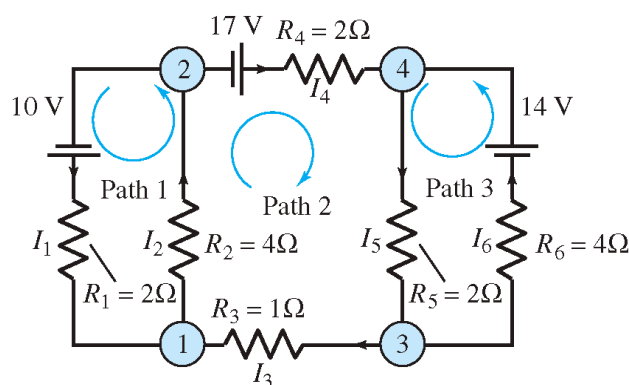 17 V
R4 = 2Ω
2
4
I4
10 V
14 V
Path 1
Path 2
Path 3
I1
I2
R2 = 4Ω
I5
I6
R6 = 4Ω
R1 = 2Ω
R3 = 1Ω
R5 = 2Ω
1
3
I3